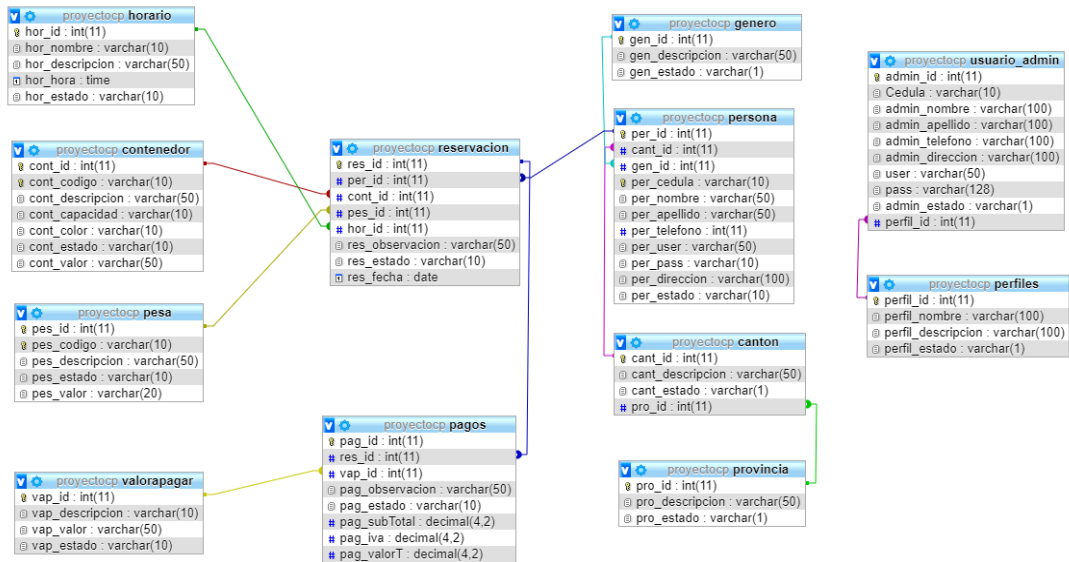 proyectocp horario
hor_id : int(11)
hor_nombre : varchar(10)
hor_descripcion : varchar(50)
hor_hora : time
hor_estado : varchar(10)
proyectocp contenedor
cont_id : int(11)
cont_codigo : varchar(10)
cont_descripcion : varchar(50)
cont_capacidad : varchar(10)
cont_color : varchar(10)
cont_estado : varchar(10)
cont_valor : varchar(50)
proyectocp pesa
pes_id : int(11)
pes_codigo : varchar(10)
pes_descripcion : varchar(50)
pes_estado : varchar(10)
pes_valor : varchar(20)
proyectocp valorapagar
vap_id : int(11)
vap_descripcion : varchar(10)
vap_valor : varchar(50)
vap_estado : varchar(10)
proyectocp reservacion
res_id : int(11)
per_id : int(11)
cont_id : int(11)
pes_id : int(11)
hor_id : int(11)
res_observacion : varchar(50)
res_estado : varchar(10)
res_fecha : date
proyectocp pagos
pag_id : int(11)
res_id : int(11)
vap_id : int(11)
pag_observacion : varchar(50)
pag_estado : varchar(10)
pag_subTotal : decimal(4,2)
pag_iva : decimal(4,2)
pag_valorT : decimal(4,2)
proyectocp genero
gen_id : int(11)
gen_descripcion : varchar(50)
gen_estado : varchar(1)
proyectocp persona
per_id : int(11)
cant_id : int(11)
gen_id : int(11)
per_cedula : varchar(10)
per_nombre : varchar(50)
per_apellido : varchar(50)
per_telefono : int(11)
per_user : varchar(50)
per_pass : varchar(10)
per_direccion : varchar(100)
per_estado : varchar(10)
proyectocp canton
cant_id : int(11)
cant_descripcion : varchar(50)
cant_estado : varchar(1)
pro_id : int(11)
proyectocp provincia
pro_id : int(11)
pro_descripcion : varchar(50)
pro_estado : varchar(1)
proyectocp usuario_admin
admin_id : int(11)
Cedula : varchar(10)
admin_nombre : varchar(100)
admin_apellido : varchar(100)
admin_telefono : varchar(100)
admin_direccion : varchar(100)
user : varchar(50)
pass : varchar(128)
admin_estado : varchar(1)
perfil_id : int(11)
proyectocp perfiles
perfil_id : int(11)
perfil_nombre : varchar(100)
perfil_descripcion : varchar(100)
perfil_estado : varchar(1)